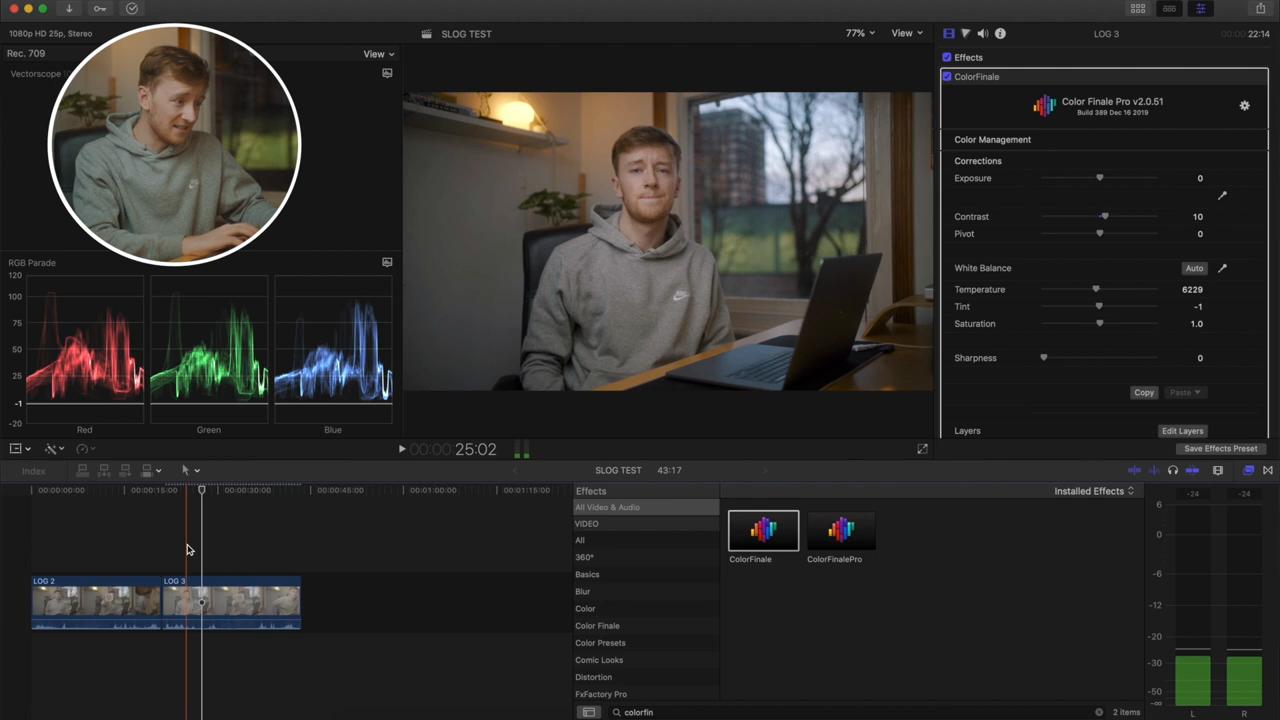 1080p HD 25p, Stereo
SLOG TEST
77%
View
LOG 3
22:14
Rec. 709
View
Effects
Vectorscope
ColorFinale
Color Finale Pro v2.0.51
Build 389 Dec 16 2019
Color Management
Corrections
Exposure 0
Contrast 10
Pivot 0
White Balance Auto
Temperature 6229
Tint -1
Saturation 1.0
Sharpness 0
Copy Paste
Layers Edit Layers
Save Effects Preset
RGB Parade
120
100
75
50
25
-1
-20
Red Green Blue
00:00:25:02
Index
SLOG TEST 43:17
00:00:00:00 00:00:15:00 00:00:30:00 00:00:45:00 00:01:00:00 00:01:15:00
LOG 2
LOG 3
Effects
Installed Effects
All Video & Audio
VIDEO
All
360°
Basics
Blur
Color
Color Finale
Color Presets
Comic Looks
Distortion
FxFactory Pro
ColorFinale
ColorFinalePro
colorfin
2 items
-24 -24
6
0
-6
-12
-20
-30
-50
-∞
L R